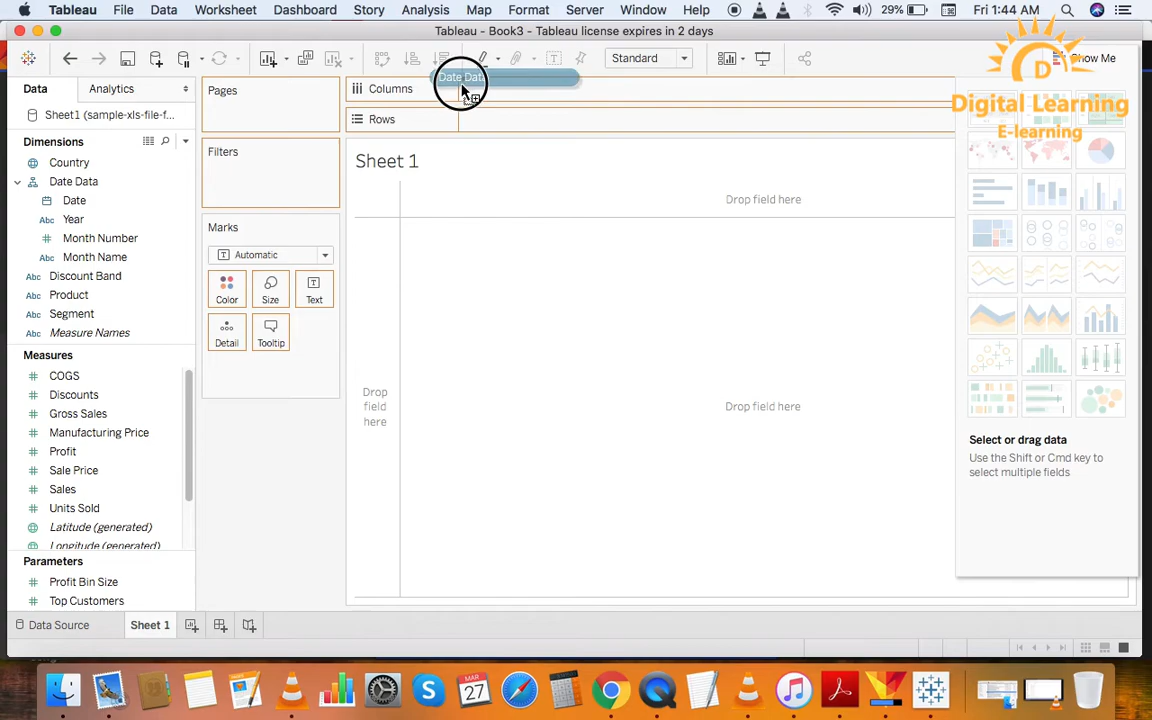 Tableau File Data Worksheet Dashboard Story Analysis Map Format Server Window Help 29% Fri 1:44 AM
Tableau - Book3 - Tableau license expires in 2 days
Standard
Show Me
Date Data
Data Analytics
Pages
Columns
Rows
Digital Learning
E-learning
Sheet1 (sample-xls-file-f...
Dimensions
Country
Date Data
Date
Year
Month Number
Month Name
Discount Band
Product
Segment
Measure Names
Measures
COGS
Discounts
Gross Sales
Manufacturing Price
Profit
Sale Price
Sales
Units Sold
Latitude (generated)
Longitude (generated)
Parameters
Profit Bin Size
Top Customers
Filters
Marks
Automatic
Color Size Text
Detail Tooltip
Sheet 1
Drop field here
Drop
field
here
Drop field here
Select or drag data
Use the Shift or Cmd key to
select multiple fields
Data Source Sheet 1
MAR
27